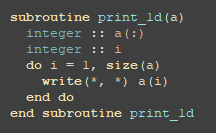 subroutine print_1d(a)
  integer :: a(:)
  integer :: i
  do i = 1, size(a)
    write(*, *) a(i)
  end do
end subroutine print_1d